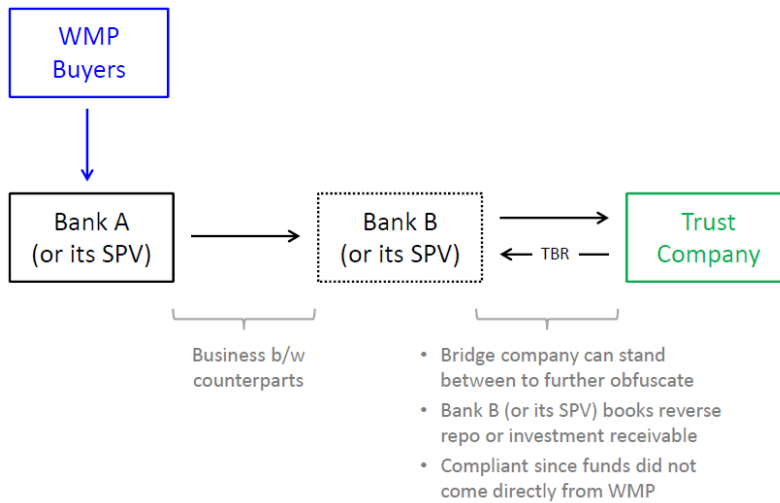 WMP
Buyers
Bank A
(or its SPV)
Bank B
(or its SPV)
TBR
Trust
Company
Business b/w
counterparts
• Bridge company can stand
between to further obfuscate
• Bank B (or its SPV) books reverse
repo or investment receivable
• Compliant since funds did not
come directly from WMP